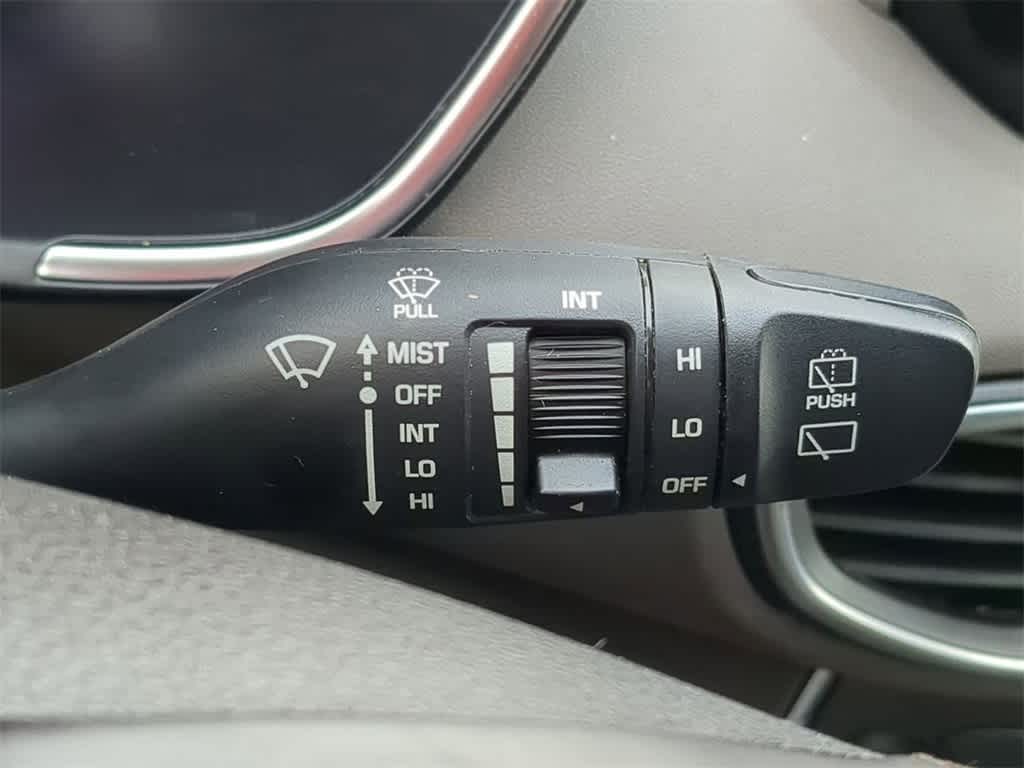 PULL
MIST
OFF
INT
LO
HI
INT
HI
LO
OFF
PUSH